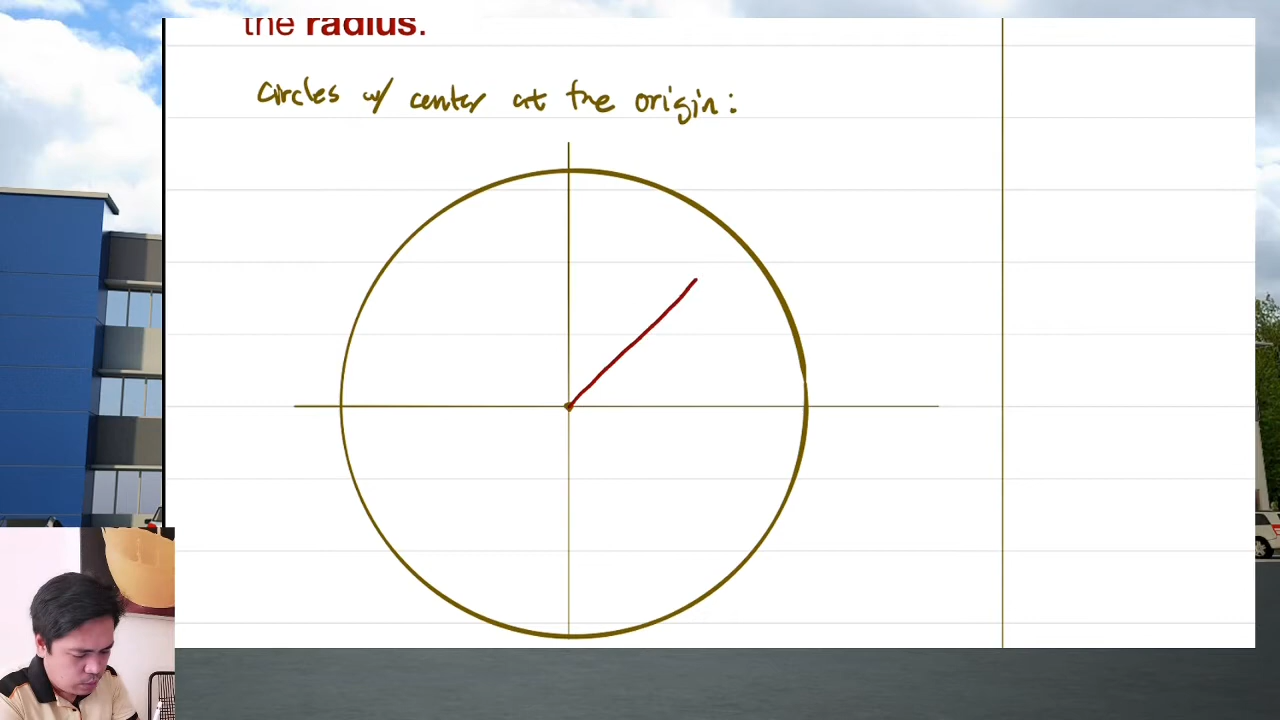 the radius.
Circles w/ center at the origin: